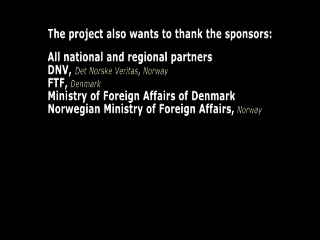 The project also wants to thank the sponsors:
All national and regional partners
DNV, Det Norske Veritas, Norway
FTF, Denmark
Ministry of Foreign Affairs of Denmark
Norwegian Ministry of Foreign Affairs, Norway